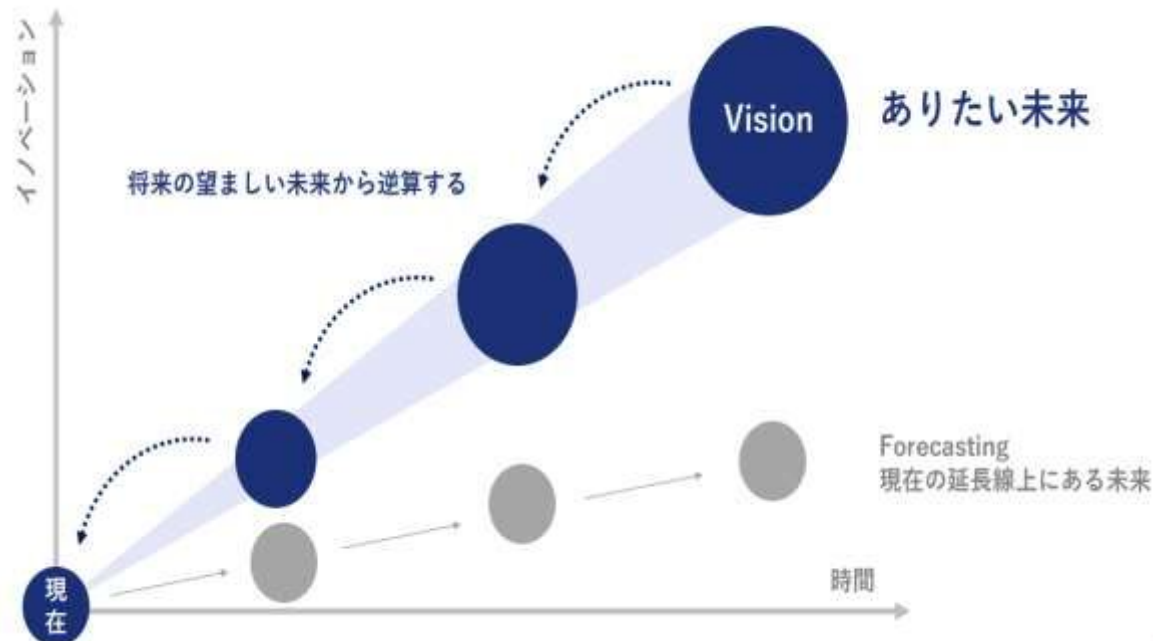 イノベーション
Vision
ありたい未来
将来の望ましい未来から逆算する
Forecasting
現在の延長線上にある未来
時間
現在